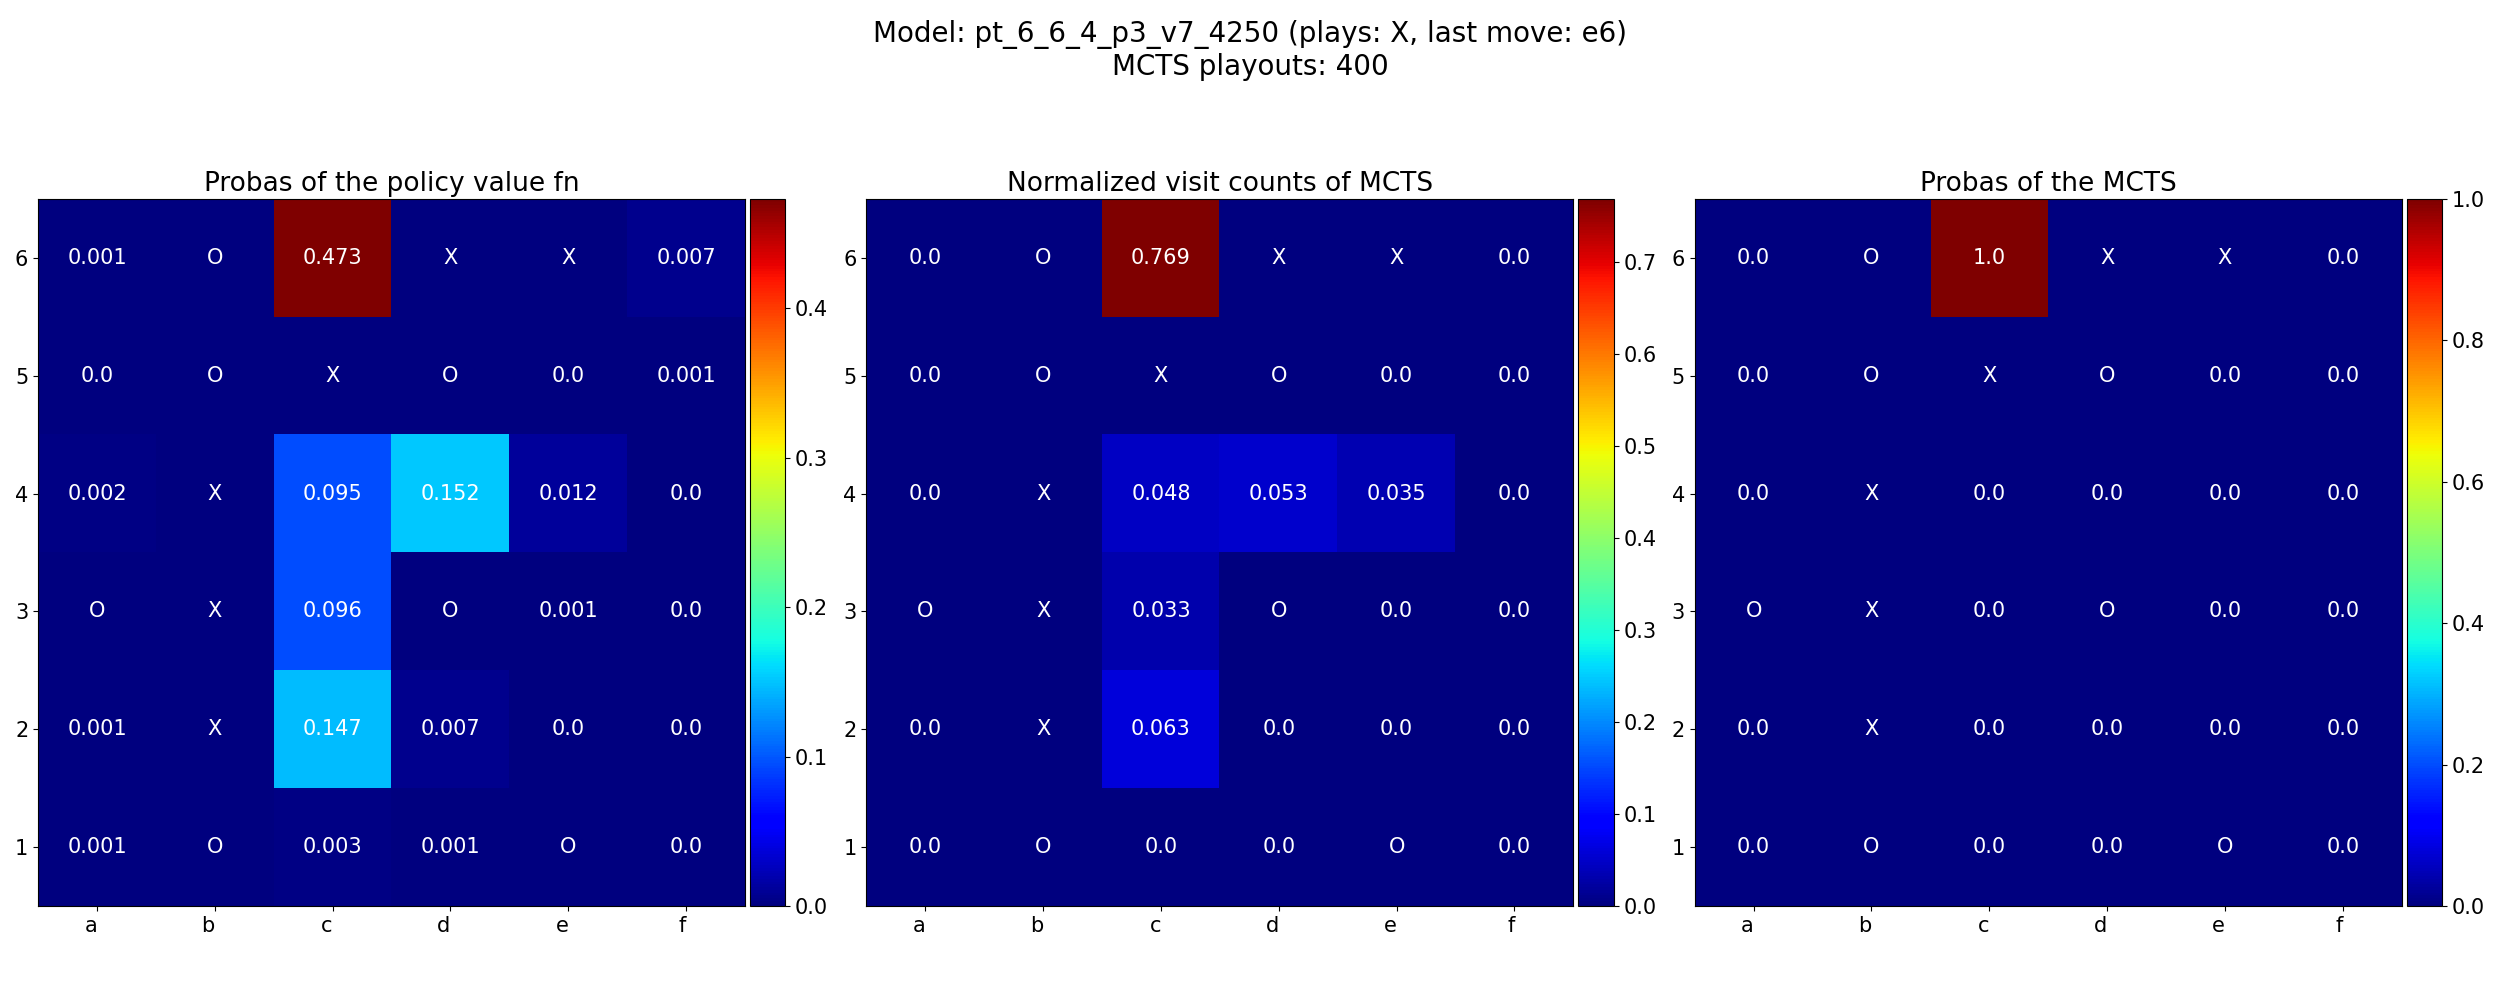 Model: pt_6_6_4_p3_v7_4250 (plays: X, last move: e6)
MCTS playouts: 400
Probas of the policy value fn
6 0.001 O 0.473 X X 0.007
5 0.0 O X O 0.0 0.001
4 0.002 X 0.095 0.152 0.012 0.0
3 O X 0.096 O 0.001 0.0
2 0.001 X 0.147 0.007 0.0 0.0
1 0.001 O 0.003 0.001 O 0.0
a b c d e f
0.4
0.3
0.2
0.1
0.0
Normalized visit counts of MCTS
6 0.0 O 0.769 X X 0.0
5 0.0 O X O 0.0 0.0
4 0.0 X 0.048 0.053 0.035 0.0
3 O X 0.033 O 0.0 0.0
2 0.0 X 0.063 0.0 0.0 0.0
1 0.0 O 0.0 0.0 O 0.0
a b c d e f
0.7
0.6
0.5
0.4
0.3
0.2
0.1
0.0
Probas of the MCTS
6 0.0 O 1.0 X X 0.0
5 0.0 O X O 0.0 0.0
4 0.0 X 0.0 0.0 0.0 0.0
3 O X 0.0 O 0.0 0.0
2 0.0 X 0.0 0.0 0.0 0.0
1 0.0 O 0.0 0.0 O 0.0
a b c d e f
1.0
0.8
0.6
0.4
0.2
0.0